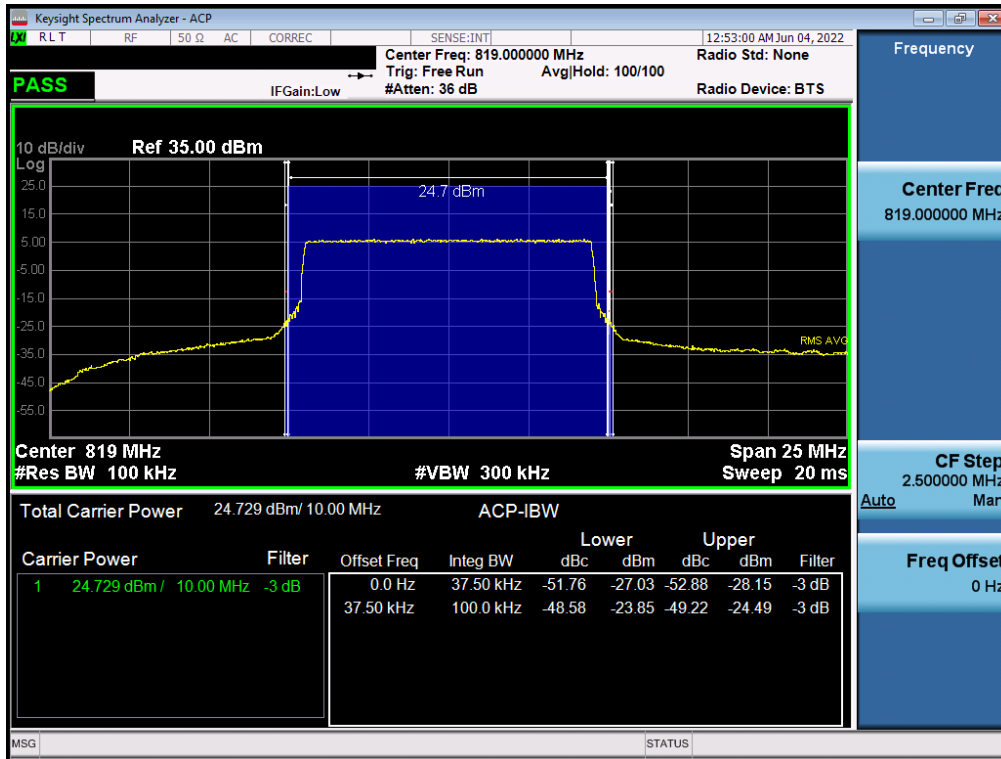 Keysight Spectrum Analyzer - ACP
LXI RLT RF 50 Ω AC CORREC SENSE:INT 12:53:00 AM Jun 04, 2022
Center Freq: 819.000000 MHz Radio Std: None
Trig: Free Run Avg|Hold: 100/100
PASS IFGain:Low #Atten: 36 dB Radio Device: BTS
Frequency
10 dB/div Ref 35.00 dBm
Log
25.0
24.7 dBm
15.0
5.00
-5.00
-15.0
-25.0
RMS AVG
-35.0
-45.0
-55.0
Center 819 MHz Span 25 MHz
#Res BW 100 kHz #VBW 300 kHz Sweep 20 ms
Center Freq
819.000000 MHz
CF Step
2.500000 MHz
Auto Man
Freq Offset
0 Hz
Total Carrier Power 24.729 dBm/ 10.00 MHz ACP-IBW
Lower Upper
Carrier Power Filter Offset Freq Integ BW dBc dBm dBc dBm Filter
1 24.729 dBm / 10.00 MHz -3 dB 0.0 Hz 37.50 kHz -51.76 -27.03 -52.88 -28.15 -3 dB
37.50 kHz 100.0 kHz -48.58 -23.85 -49.22 -24.49 -3 dB
MSG STATUS